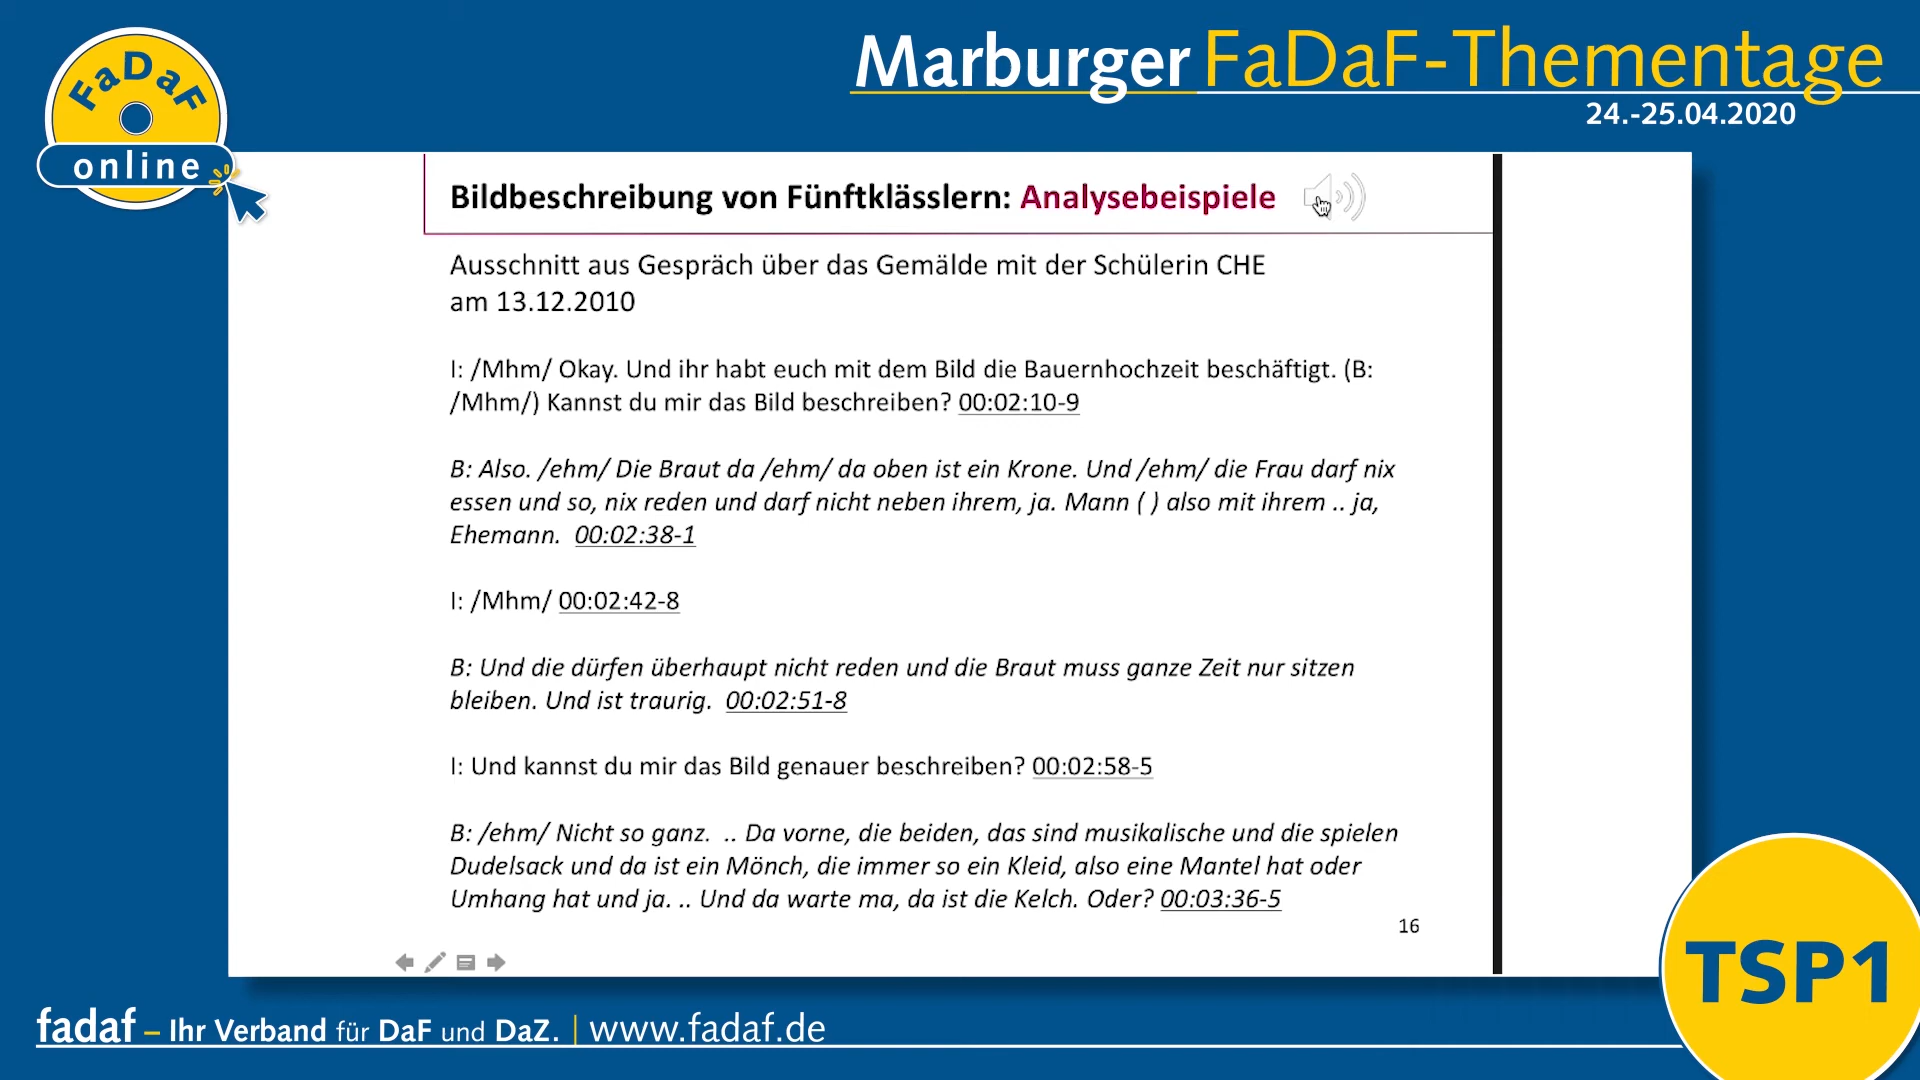 FaDaF
online
Marburger FaDaF-Thementage
24.-25.04.2020
Bildbeschreibung von Fünftklässlern: Analysebeispiele
Ausschnitt aus Gespräch über das Gemälde mit der Schülerin CHE
am 13.12.2010
I: /Mhm/ Okay. Und ihr habt euch mit dem Bild die Bauernhochzeit beschäftigt. (B:
/Mhm/) Kannst du mir das Bild beschreiben? 00:02:10-9
B: Also. /ehm/ Die Braut da /ehm/ da oben ist ein Krone. Und /ehm/ die Frau darf nix
essen und so, nix reden und darf nicht neben ihrem, ja. Mann ( ) also mit ihrem .. ja,
Ehemann. 00:02:38-1
I: /Mhm/ 00:02:42-8
B: Und die dürfen überhaupt nicht reden und die Braut muss ganze Zeit nur sitzen
bleiben. Und ist traurig. 00:02:51-8
I: Und kannst du mir das Bild genauer beschreiben? 00:02:58-5
B: /ehm/ Nicht so ganz. .. Da vorne, die beiden, das sind musikalische und die spielen
Dudelsack und da ist ein Mönch, die immer so ein Kleid, also eine Mantel hat oder
Umhang hat und ja. .. Und da warte ma, da ist die Kelch. Oder? 00:03:36-5
16
TSP1
fadaf – Ihr Verband für DaF und DaZ. | www.fadaf.de